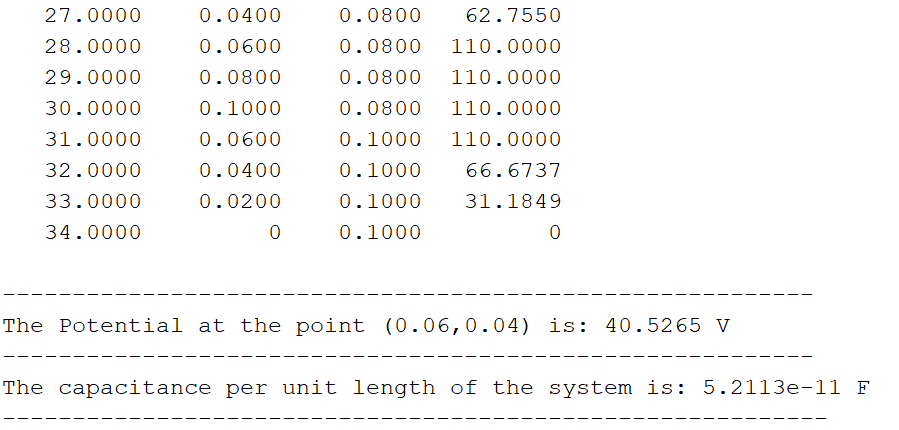 27.0000 0.0400 0.0800 62.7550
28.0000 0.0600 0.0800 110.0000
29.0000 0.0800 0.0800 110.0000
30.0000 0.1000 0.0800 110.0000
31.0000 0.0600 0.1000 110.0000
32.0000 0.0400 0.1000 66.6737
33.0000 0.0200 0.1000 31.1849
34.0000 0 0.1000 0
----------------------------------------------------------
The Potential at the point (0.06,0.04) is: 40.5265 V
----------------------------------------------------------
The capacitance per unit length of the system is: 5.2113e-11 F
-----------------------------------------------------------